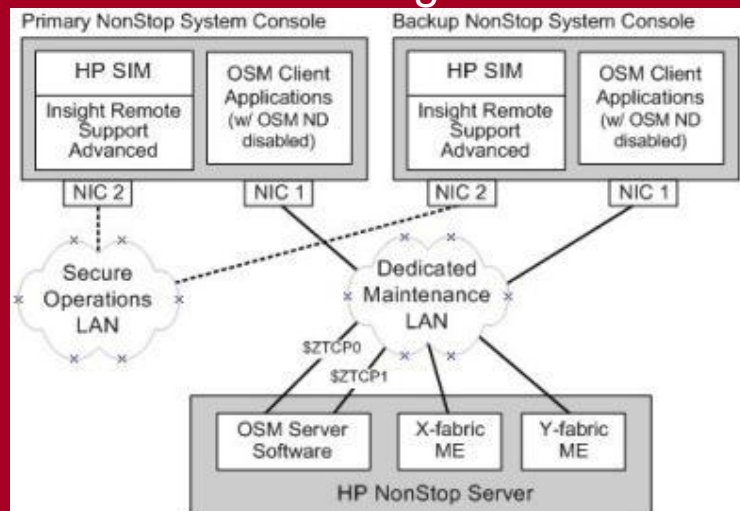 Primary NonStop System Console
Backup NonStop System Console
HP SIM
Insight Remote
Support
Advanced
OSM Client
Applications
(w/ OSM ND
disabled)
HP SIM
Insight Remote
Support
Advanced
OSM Client
Applications
(w/ OSM ND
disabled)
NIC 2
NIC 1
NIC 2
NIC 1
Secure
Operations
LAN
Dedicated
Maintenance
LAN
$ZTCP0
$ZTCP1
OSM Server
Software
X-fabric
ME
Y-fabric
ME
HP NonStop Server